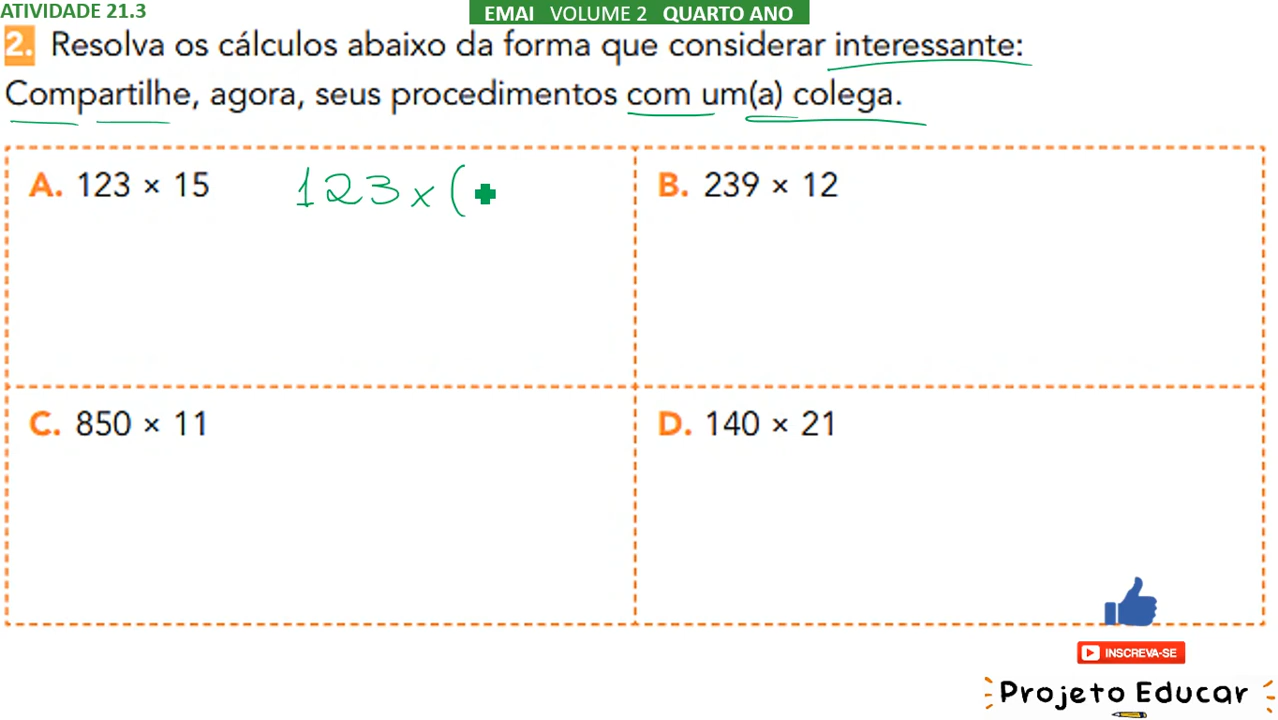 ATIVIDADE 21.3
EMAI VOLUME 2 QUARTO ANO
2. Resolva os cálculos abaixo da forma que considerar interessante:
Compartilhe, agora, seus procedimentos com um(a) colega.
A. 123 × 15 123 x (
B. 239 × 12
C. 850 × 11
D. 140 × 21
INSCREVA-SE
Projeto Educar